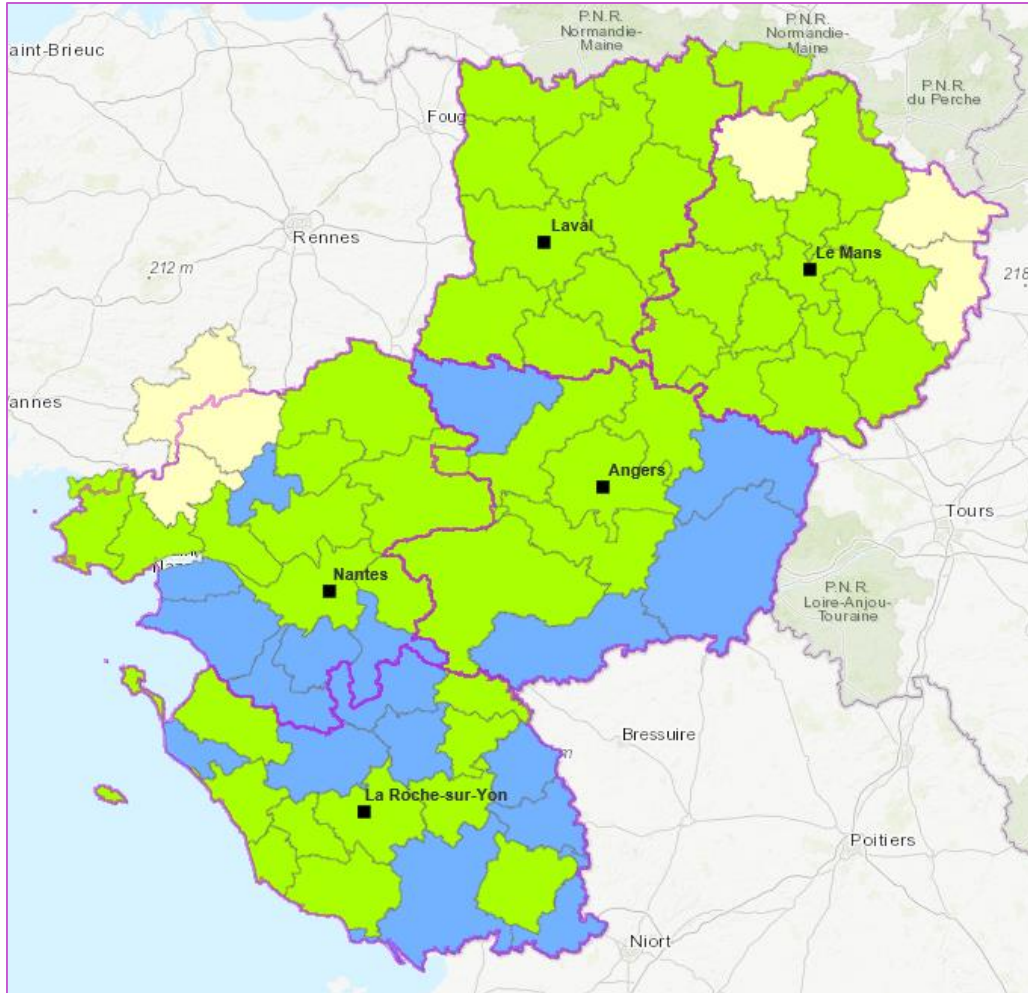 aint-Brieuc
P.N.R.
Normandie-
Maine
P.N.R.
Normandie-
Maine
P.N.R.
du Perche
Foug
Laval
Rennes
Le Mans
212 m
218
annes
Angers
Tours
Nantes
P.N.R.
Loire-Anjou-
Touraine
Bressuire
m
La Roche-sur-Yon
Poitiers
Niort